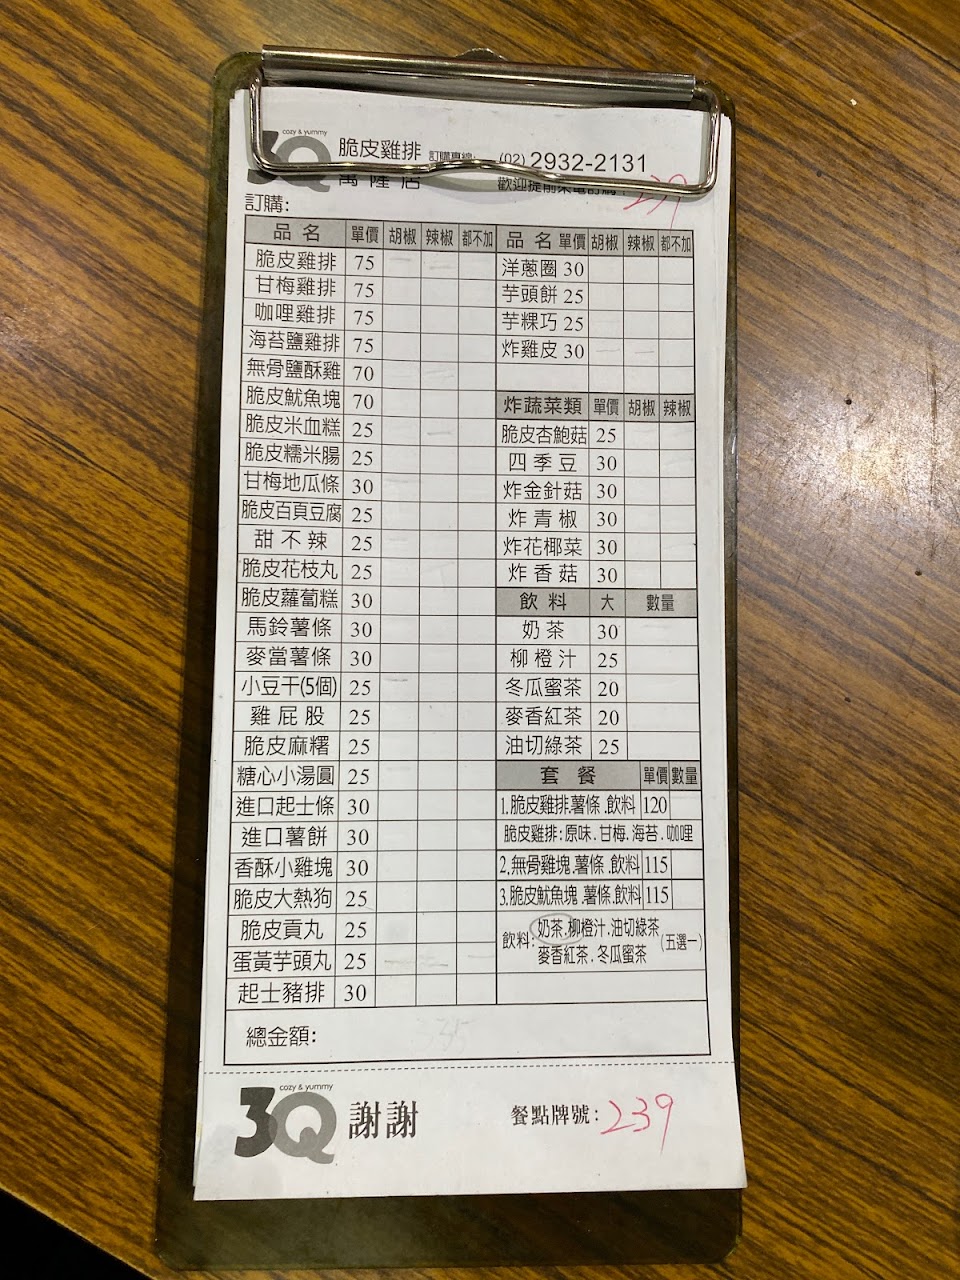 cozy & yummy
3Q 脆皮雞排 訂購專線: (02) 2932-2131
萬隆店 歡迎提前來電訂購 239
訂購:
品名 單價 胡椒 辣椒 都不加
脆皮雞排 75
甘梅雞排 75
咖哩雞排 75
海苔鹽雞排 75
無骨鹽酥雞 70
脆皮魷魚塊 70
脆皮米血糕 25
脆皮糯米腸 25
甘梅地瓜條 30
脆皮百頁豆腐 25
甜不辣 25
脆皮花枝丸 25
脆皮蘿蔔糕 30
馬鈴薯條 30
麥當薯條 30
小豆干(5個) 25
雞屁股 25
脆皮麻糬 25
糖心小湯圓 25
進口起士條 30
進口薯餅 30
香酥小雞塊 30
脆皮大熱狗 25
脆皮貢丸 25
蛋黃芋頭丸 25
起士豬排 30
品名 單價 胡椒 辣椒 都不加
洋蔥圈 30
芋頭餅 25
芋粿巧 25
炸雞皮 30
炸蔬菜類 單價 胡椒 辣椒
脆皮杏鮑菇 25
四季豆 30
炸金針菇 30
炸青椒 30
炸花椰菜 30
炸香菇 30
飲料 大 數量
奶茶 30
柳橙汁 25
冬瓜蜜茶 20
麥香紅茶 20
油切綠茶 25
套餐 單價 數量
1.脆皮雞排.薯條.飲料 120
脆皮雞排:原味.甘梅.海苔.咖哩
2.無骨雞塊.薯條.飲料 115
3.脆皮魷魚塊.薯條.飲料 115
飲料: 奶茶.柳橙汁.油切綠茶
麥香紅茶.冬瓜蜜茶 (五選一)
總金額: 335
cozy & yummy
3Q 謝謝 餐點牌號: 239